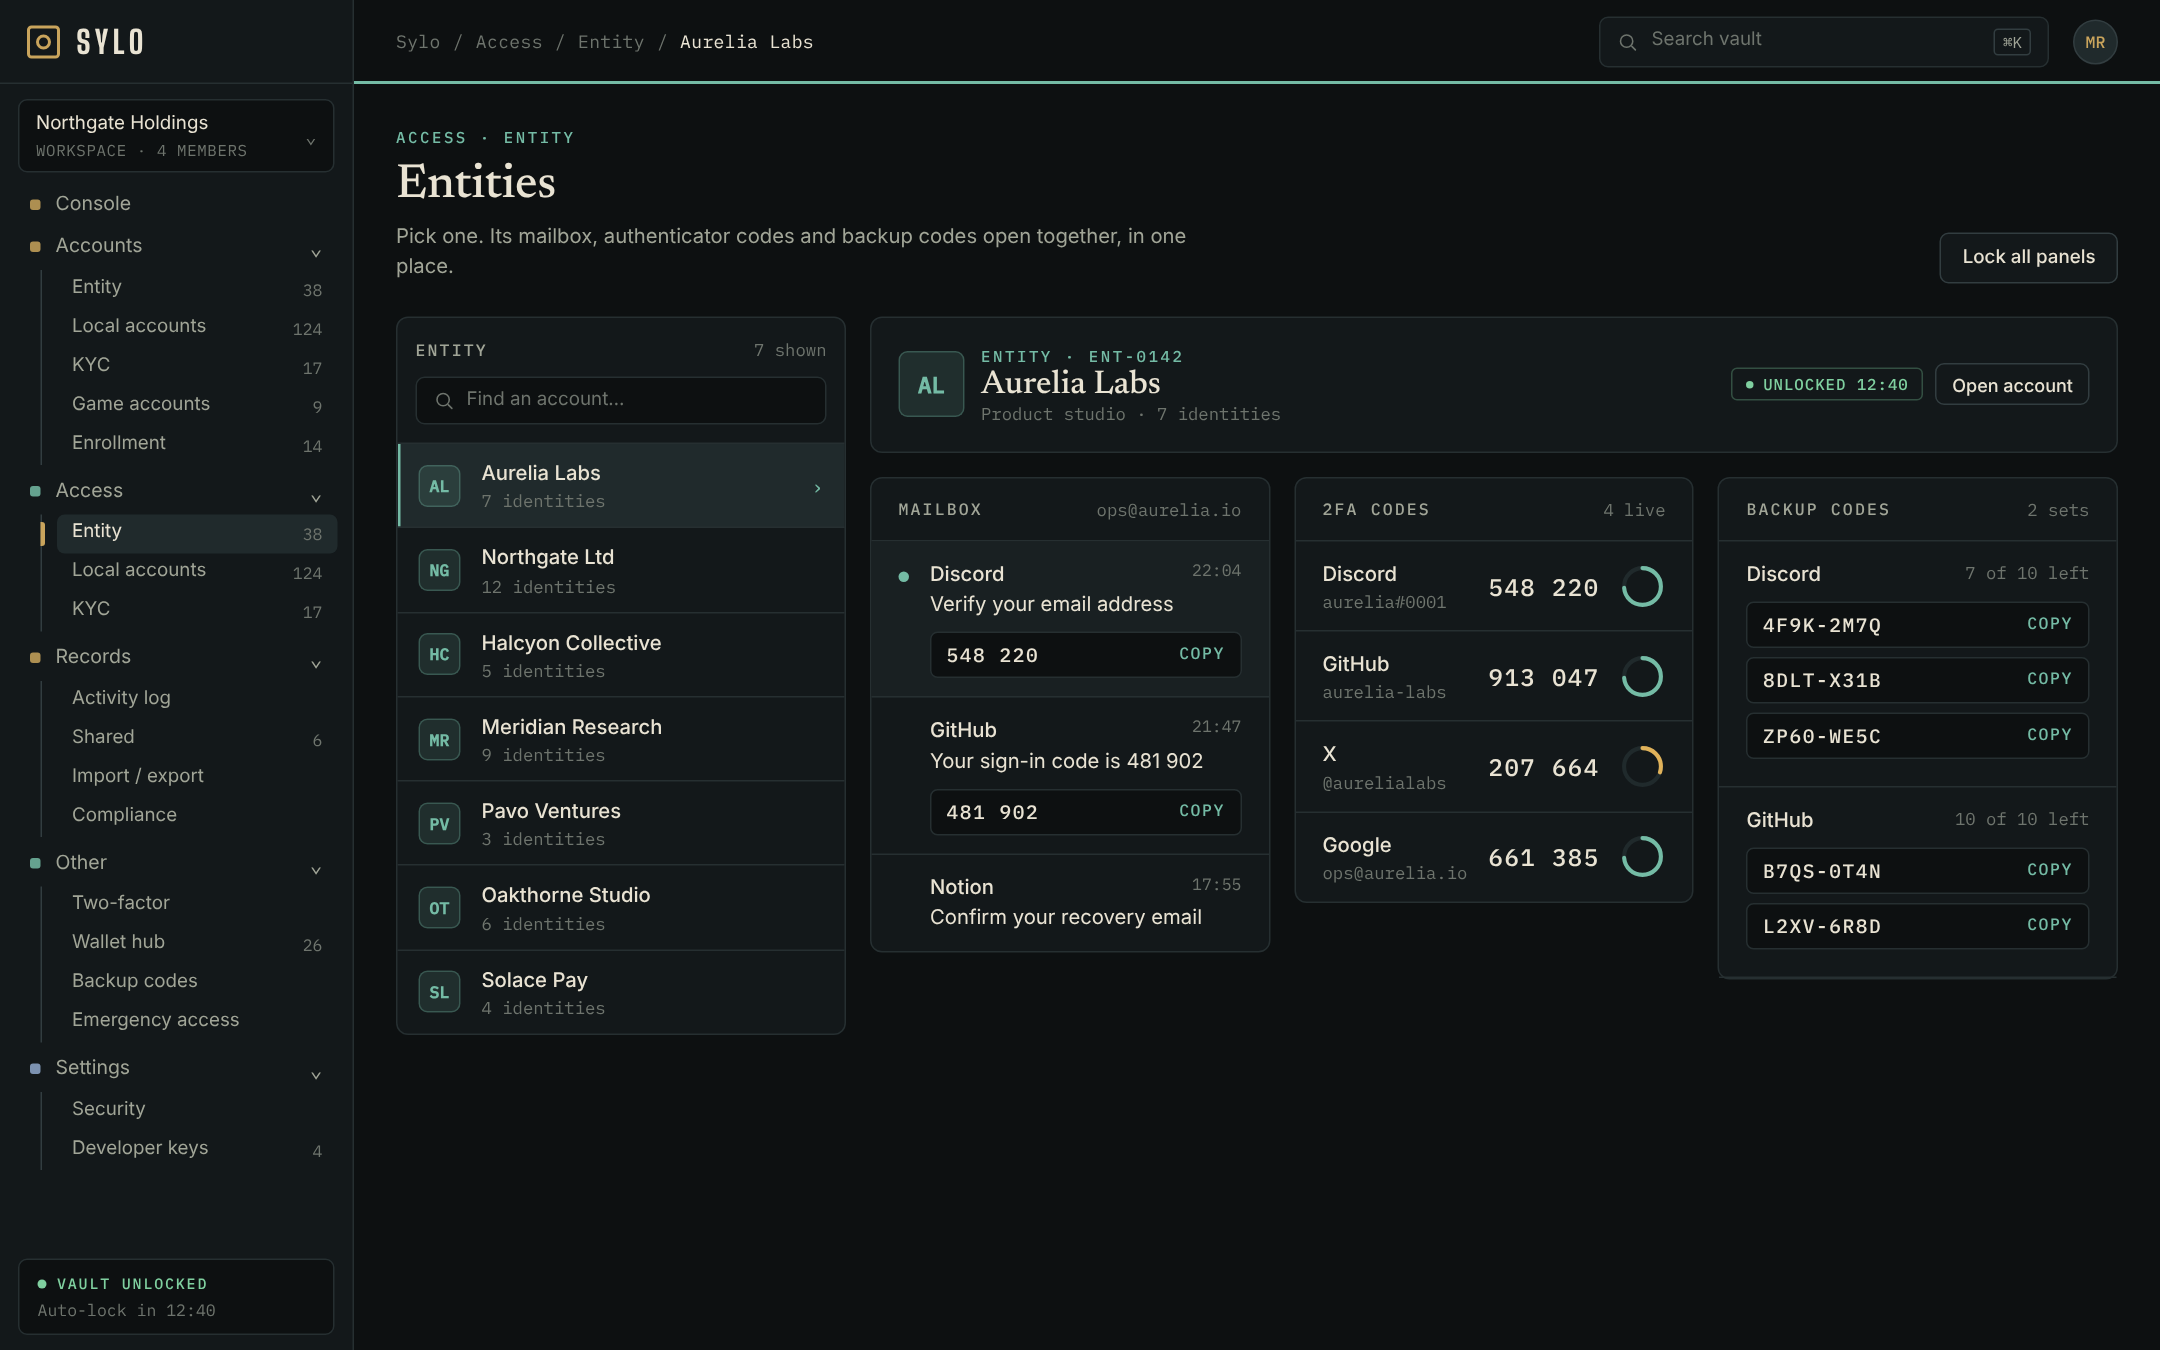 SYLO
Sylo / Access / Entity / Aurelia Labs
Search vault
⌘K
MR
Northgate Holdings
WORKSPACE · 4 MEMBERS
Console
Accounts
Entity 38
Local accounts 124
KYC 17
Game accounts 9
Enrollment 14
Access
Entity 38
Local accounts 124
KYC 17
Records
Activity log
Shared 6
Import / export
Compliance
Other
Two-factor
Wallet hub 26
Backup codes
Emergency access
Settings
Security
Developer keys 4
VAULT UNLOCKED
Auto-lock in 12:40
ACCESS · ENTITY
Entities
Pick one. Its mailbox, authenticator codes and backup codes open together, in one
place.
Lock all panels
ENTITY 7 shown
Find an account...
AL Aurelia Labs
7 identities
NG Northgate Ltd
12 identities
HC Halcyon Collective
5 identities
MR Meridian Research
9 identities
PV Pavo Ventures
3 identities
OT Oakthorne Studio
6 identities
SL Solace Pay
4 identities
AL
ENTITY · ENT-0142
Aurelia Labs
Product studio · 7 identities
UNLOCKED 12:40
Open account
MAILBOX ops@aurelia.io
Discord 22:04
Verify your email address
548 220 COPY
GitHub 21:47
Your sign-in code is 481 902
481 902 COPY
Notion 17:55
Confirm your recovery email
2FA CODES 4 live
Discord
aurelia#0001
548 220
GitHub
aurelia-labs
913 047
X
@aurelialabs
207 664
Google
ops@aurelia.io
661 385
BACKUP CODES 2 sets
Discord 7 of 10 left
4F9K-2M7Q COPY
8DLT-X31B COPY
ZP60-WE5C COPY
GitHub 10 of 10 left
B7QS-0T4N COPY
L2XV-6R8D COPY